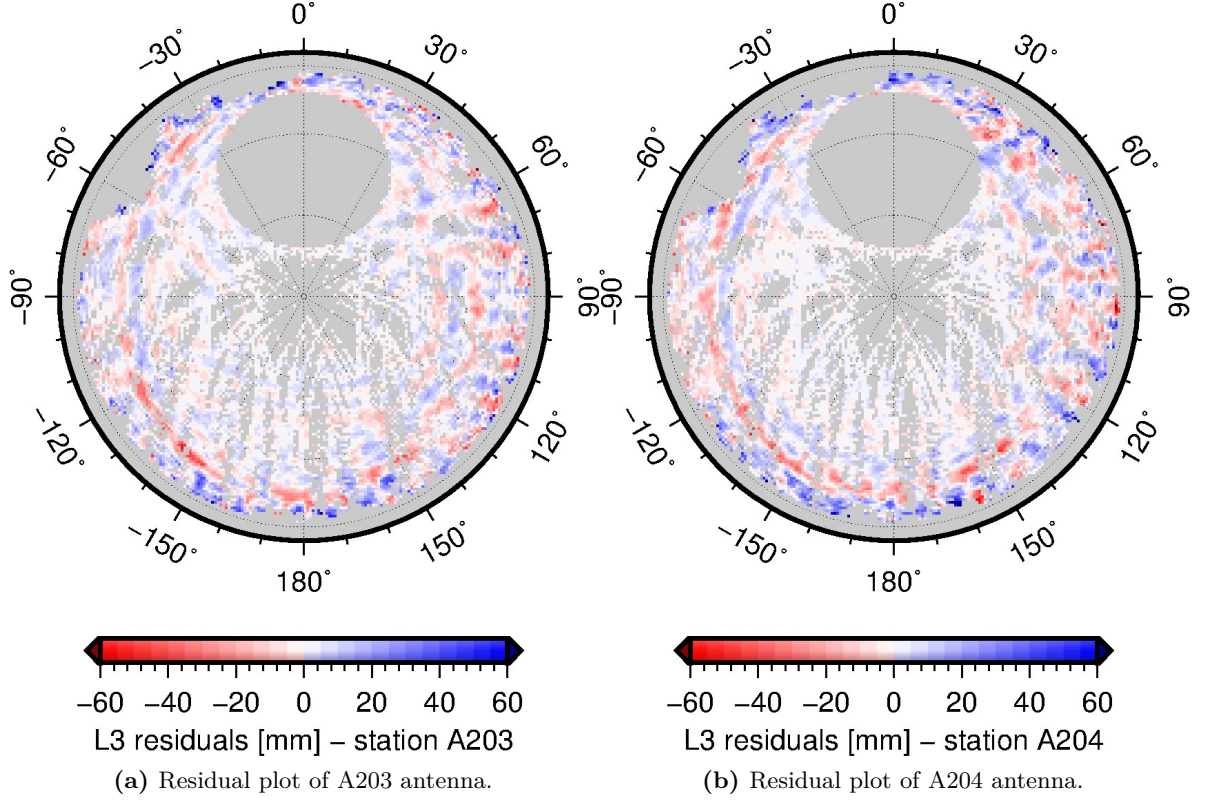 0° 0°
−30° 30° −30° 30°
−60° 60° −60° 60°
−90° 90° −90° 90°
−120° 120° −120° 120°
−150° 150° −150° 150°
180° 180°
−60 −40 −20 0 20 40 60 −60 −40 −20 0 20 40 60
L3 residuals [mm] − station A203 L3 residuals [mm] − station A204
(a) Residual plot of A203 antenna. (b) Residual plot of A204 antenna.